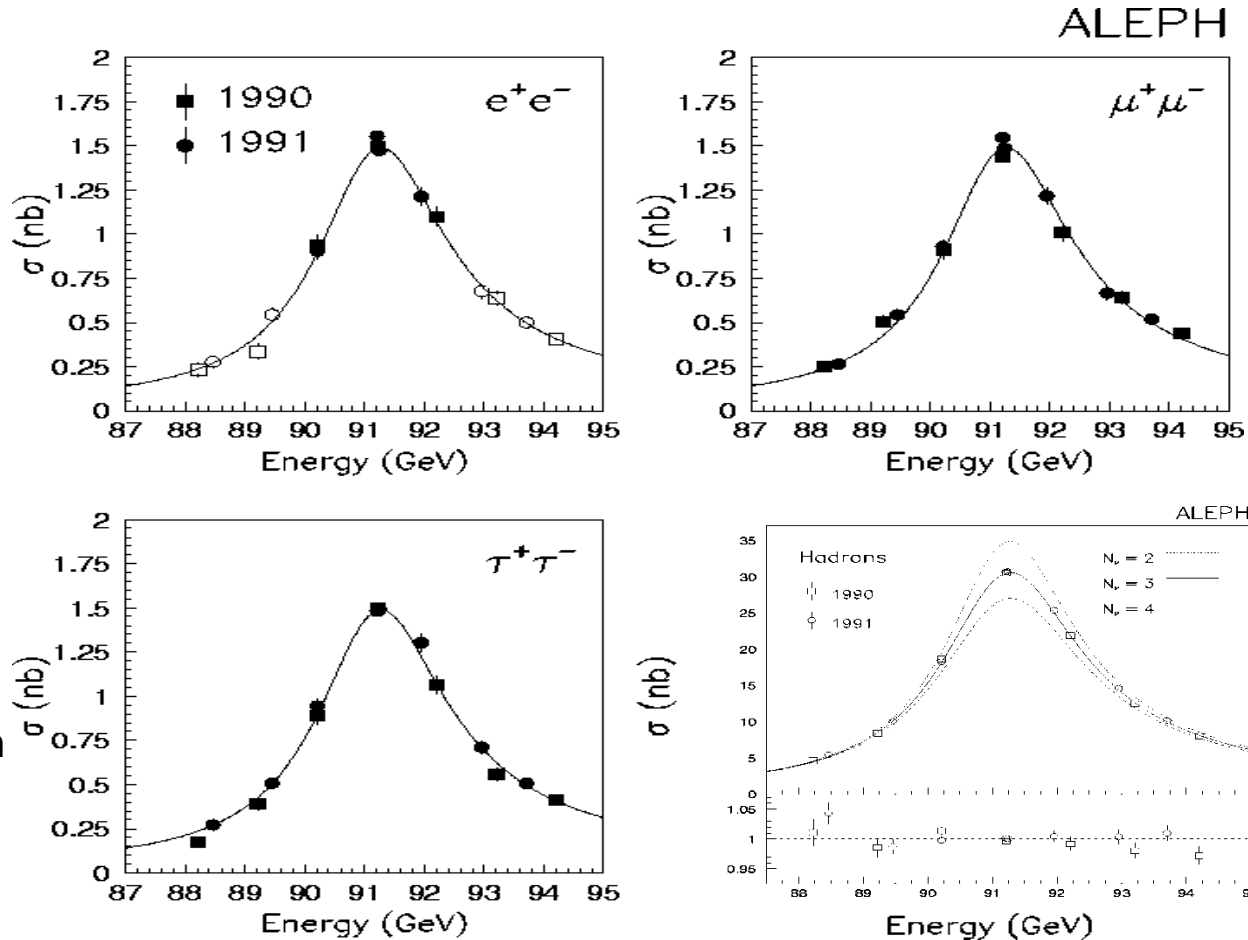 ALEPH
2
1.75
1.5
1.25
1
0.75
0.5
0.25
0
σ (nb)
1990
1991
e⁺e⁻
87 88 89 90 91 92 93 94 95
Energy (GeV)
2
1.75
1.5
1.25
1
0.75
0.5
0.25
0
σ (nb)
μ⁺μ⁻
87 88 89 90 91 92 93 94 95
Energy (GeV)
2
1.75
1.5
1.25
1
0.75
0.5
0.25
0
σ (nb)
τ⁺τ⁻
87 88 89 90 91 92 93 94 95
Energy (GeV)
ALEPH
35
30
25
20
15
10
5
0
σ (nb)
Hadrons
1990
1991
Nν = 2
Nν = 3
Nν = 4
1.05
1
0.95
88 89 90 91 92 93 94
Energy (GeV)